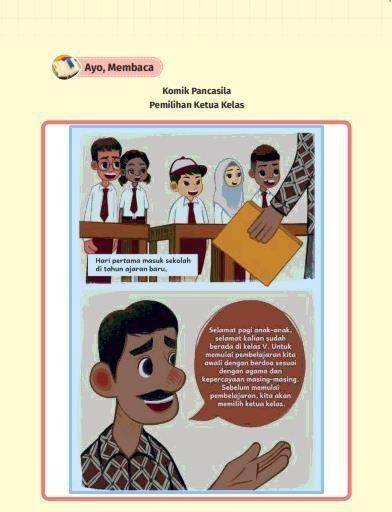 Ayo, Membaca
Komik Pancasila
Pemilihan Ketua Kelas
Hari pertama masuk sekolah
di tahun ajaran baru,
Selamat pagi anak-anak,
selamat kalian sudah
berada di kelas V. Untuk
memulai pembelajaran kita
awali dengan berdoa sesuai
dengan agama dan
kepercayaan masing-masing.
Sebelum memulai
pembelajaran, kita akan
memilih ketua kelas.